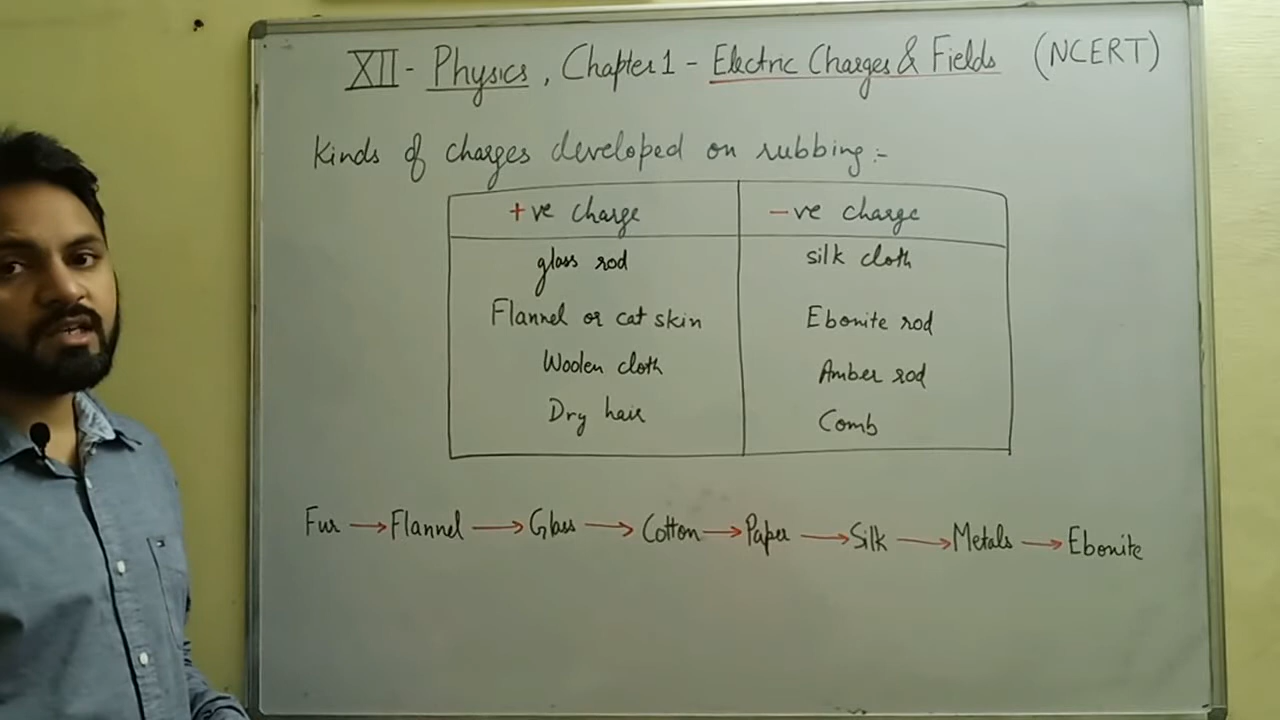 XII - Physics, Chapter 1 - Electric Charges & Fields (NCERT)
Kinds of charges developed on rubbing :-
+ve charge -ve charge
glass rod silk cloth
Flannel or cat skin Ebonite rod
Woolen cloth Amber rod
Dry hair Comb
Fur → Flannel → Glass → Cotton → Paper → Silk → Metals → Ebonite